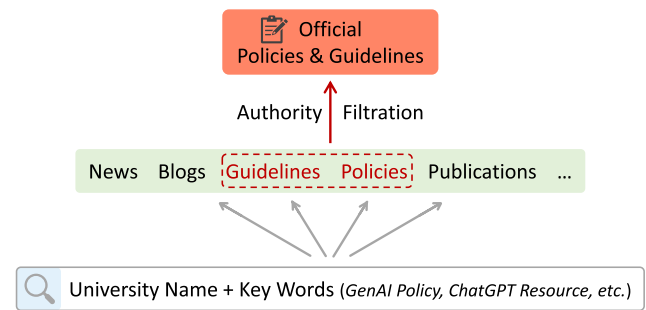 Official
Policies & Guidelines
Authority Filtration
News Blogs Guidelines Policies Publications ...
University Name + Key Words (GenAI Policy, ChatGPT Resource, etc.)